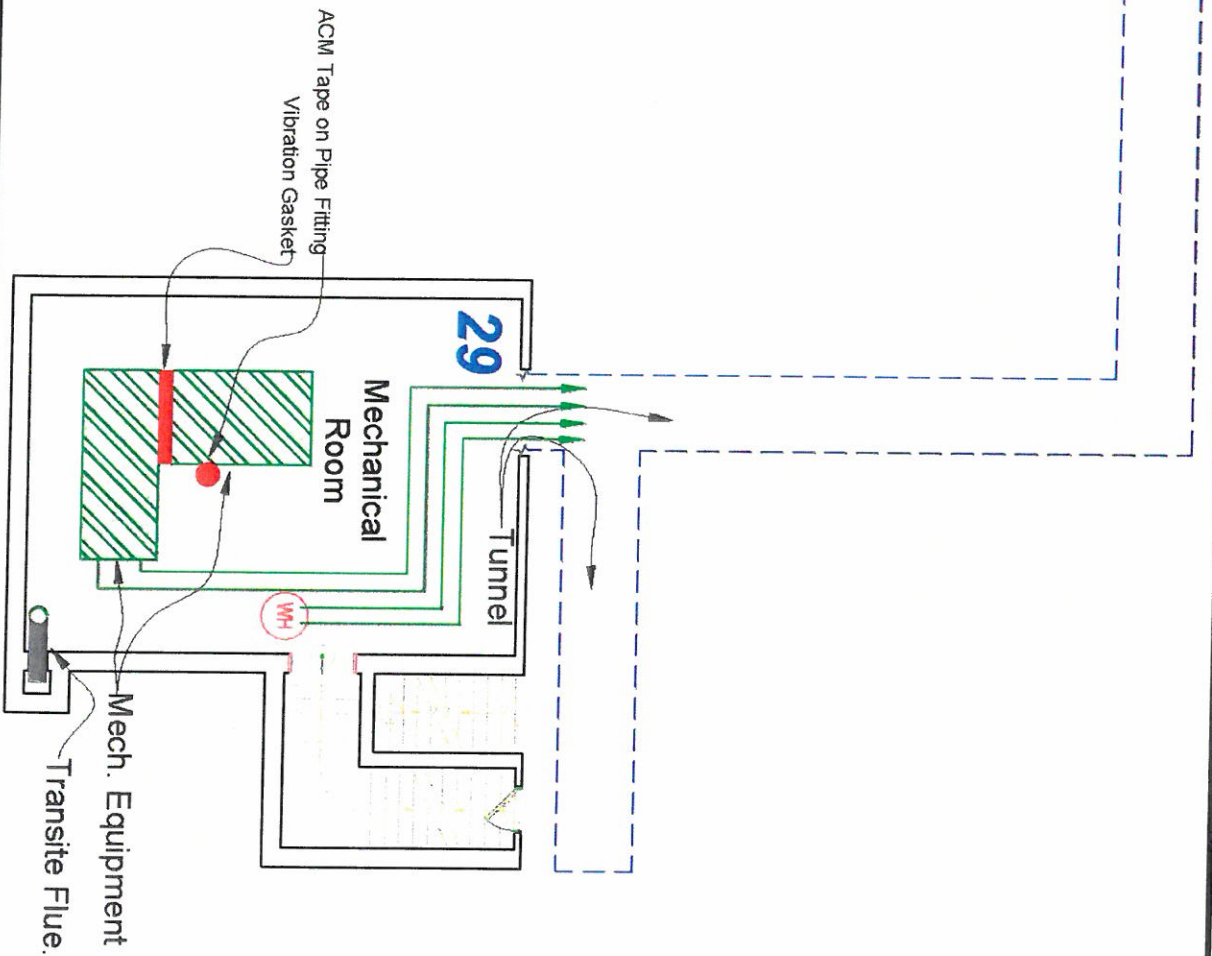 ACM Tape on Pipe Fitting
Vibration Gasket
29
Mechanical
Room
Tunnel
WH
Mech. Equipment
Transite Flue.